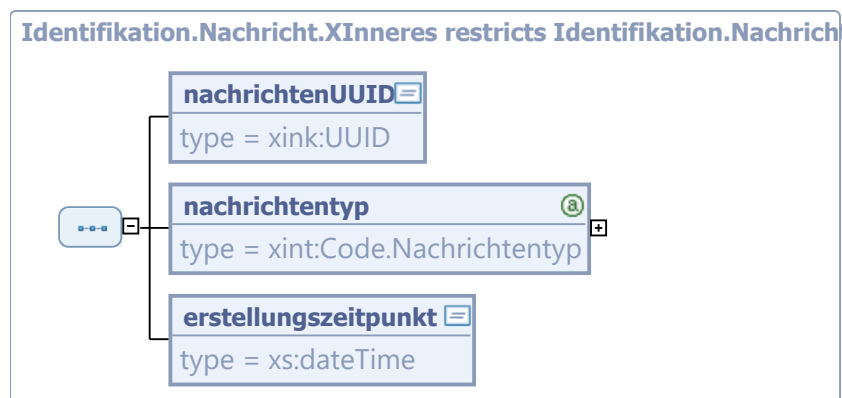 Identifikation.Nachricht.XInneres restricts Identifikation.Nachricht
nachrichtenUUID
type = xink:UUID
nachrichtentyp
type = xint:Code.Nachrichtentyp
erstellungszeitpunkt
type = xs:dateTime